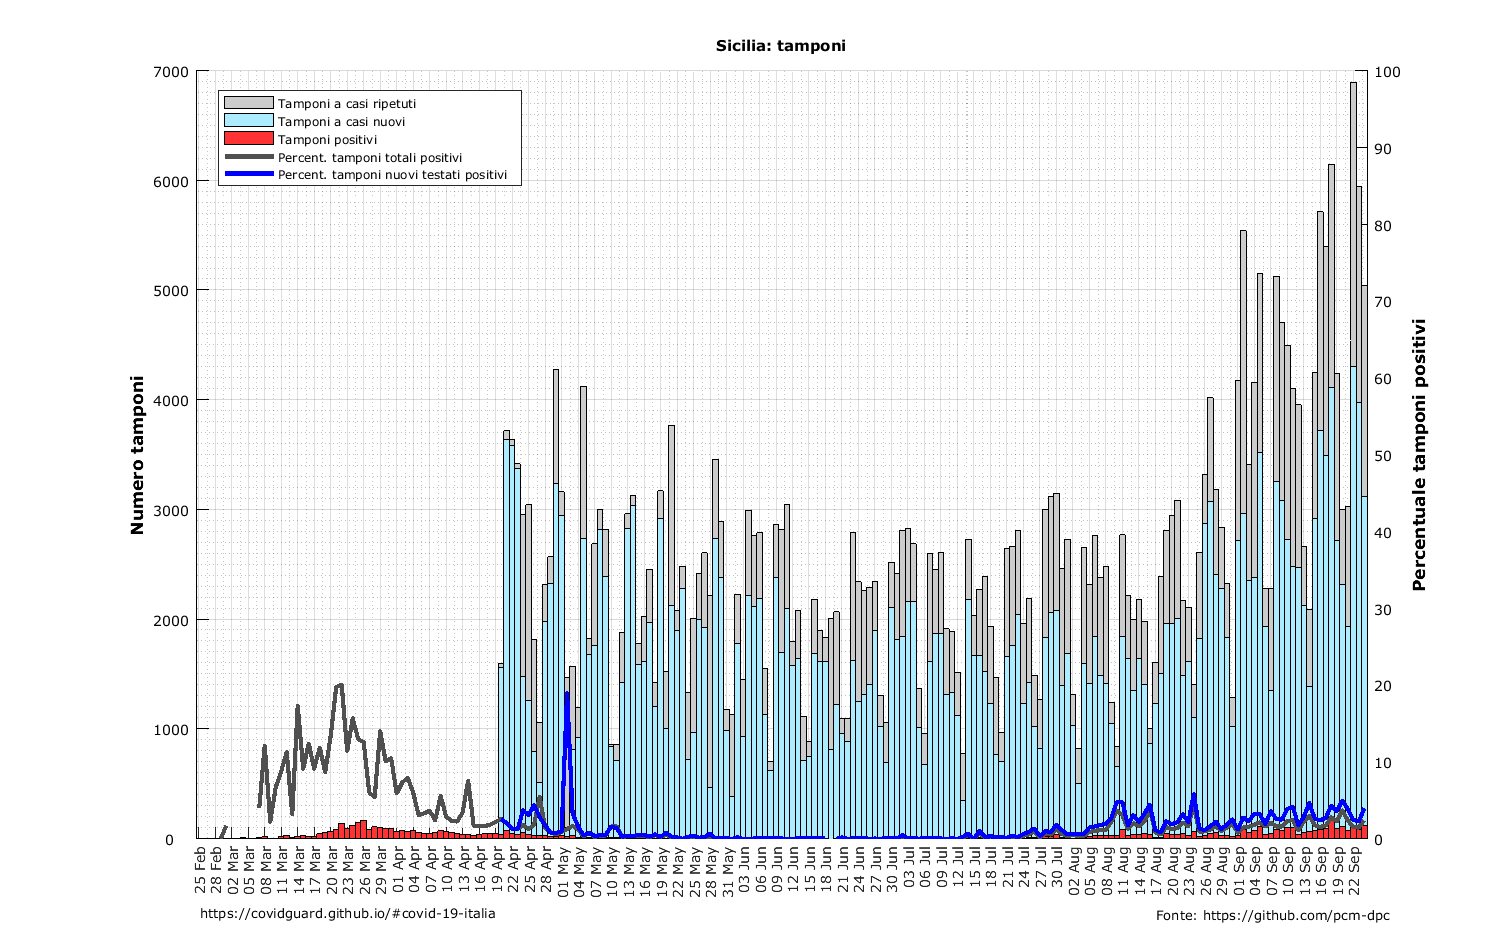 Sicilia: tamponi
7000
6000
5000
4000
3000
2000
1000
0
Numero tamponi
Tamponi a casi ripetuti
Tamponi a casi nuovi
Tamponi positivi
Percent. tamponi totali positivi
Percent. tamponi nuovi testati positivi
100
90
80
70
60
50
40
30
20
10
0
Percentuale tamponi positivi
25 Feb
28 Feb
02 Mar
05 Mar
08 Mar
11 Mar
14 Mar
17 Mar
20 Mar
23 Mar
26 Mar
29 Mar
01 Apr
04 Apr
07 Apr
10 Apr
13 Apr
16 Apr
19 Apr
22 Apr
25 Apr
28 Apr
01 May
04 May
07 May
10 May
13 May
16 May
19 May
22 May
25 May
28 May
31 May
03 Jun
06 Jun
09 Jun
12 Jun
15 Jun
18 Jun
21 Jun
24 Jun
27 Jun
30 Jun
03 Jul
06 Jul
09 Jul
12 Jul
15 Jul
18 Jul
21 Jul
24 Jul
27 Jul
30 Jul
02 Aug
05 Aug
08 Aug
11 Aug
14 Aug
17 Aug
20 Aug
23 Aug
26 Aug
29 Aug
01 Sep
04 Sep
07 Sep
10 Sep
13 Sep
16 Sep
19 Sep
22 Sep
https://covidguard.github.io/#covid-19-italia
Fonte: https://github.com/pcm-dpc